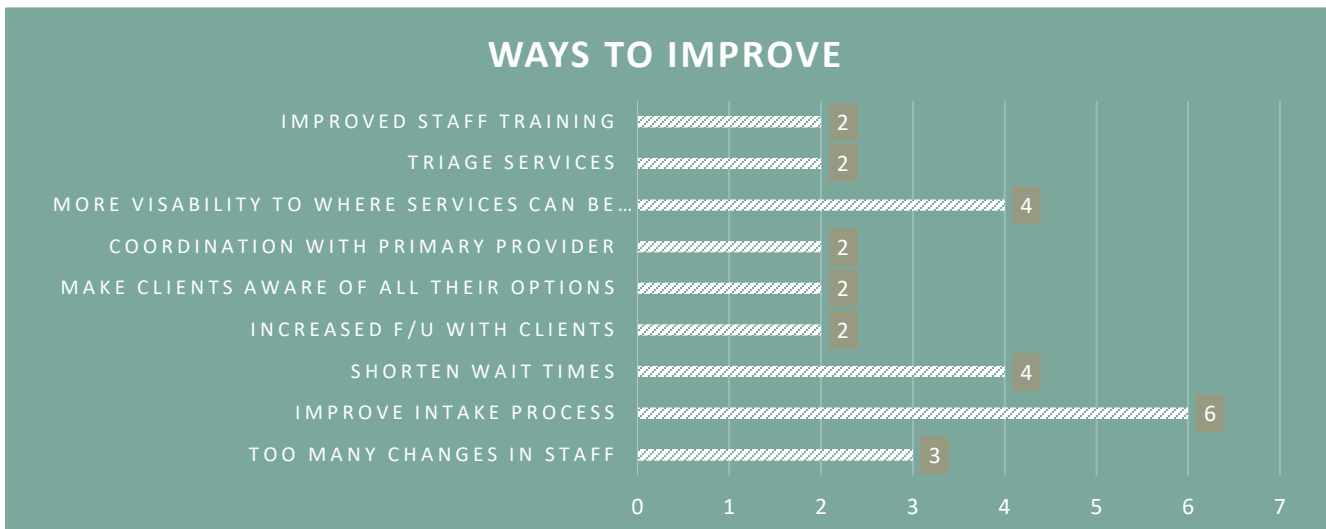 WAYS TO IMPROVE
IMPROVED STAFF TRAINING 2
TRIAGE SERVICES 2
MORE VISABILITY TO WHERE SERVICES CAN BE… 4
COORDINATION WITH PRIMARY PROVIDER 2
MAKE CLIENTS AWARE OF ALL THEIR OPTIONS 2
INCREASED F/U WITH CLIENTS 2
SHORTEN WAIT TIMES 4
IMPROVE INTAKE PROCESS 6
TOO MANY CHANGES IN STAFF 3
0 1 2 3 4 5 6 7